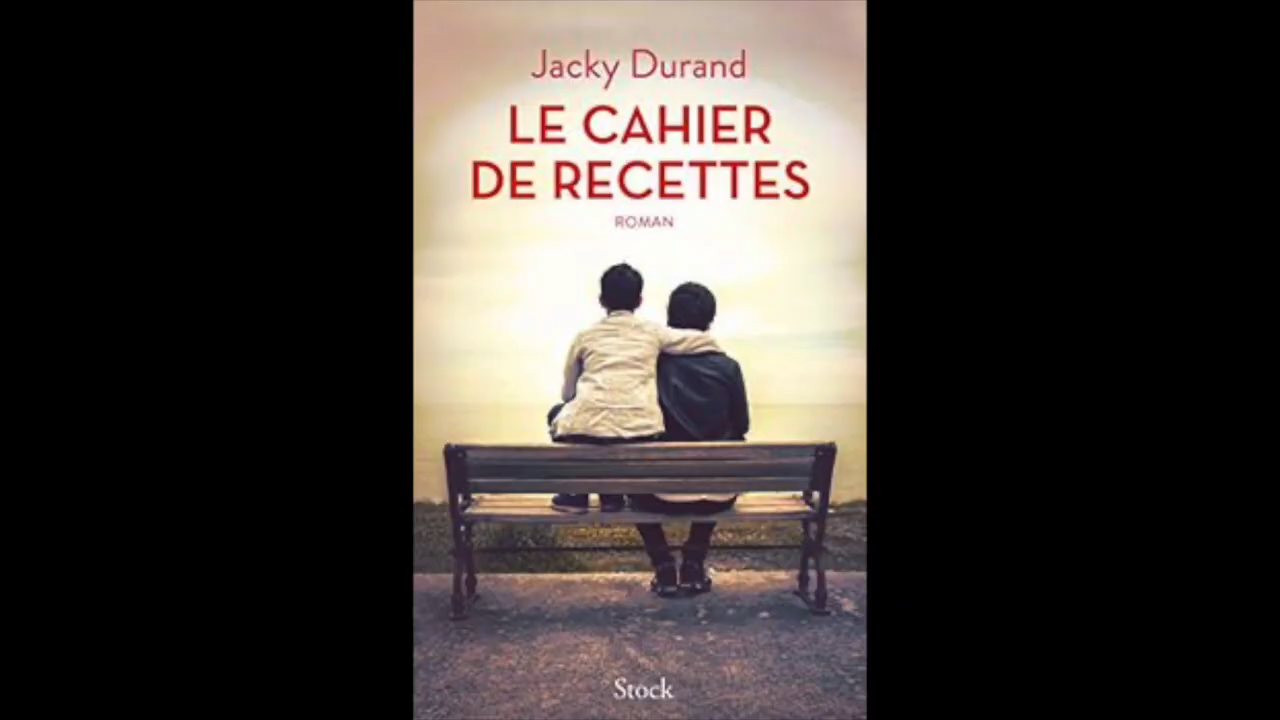 Jacky Durand
LE CAHIER
DE RECETTES
ROMAN
Stock